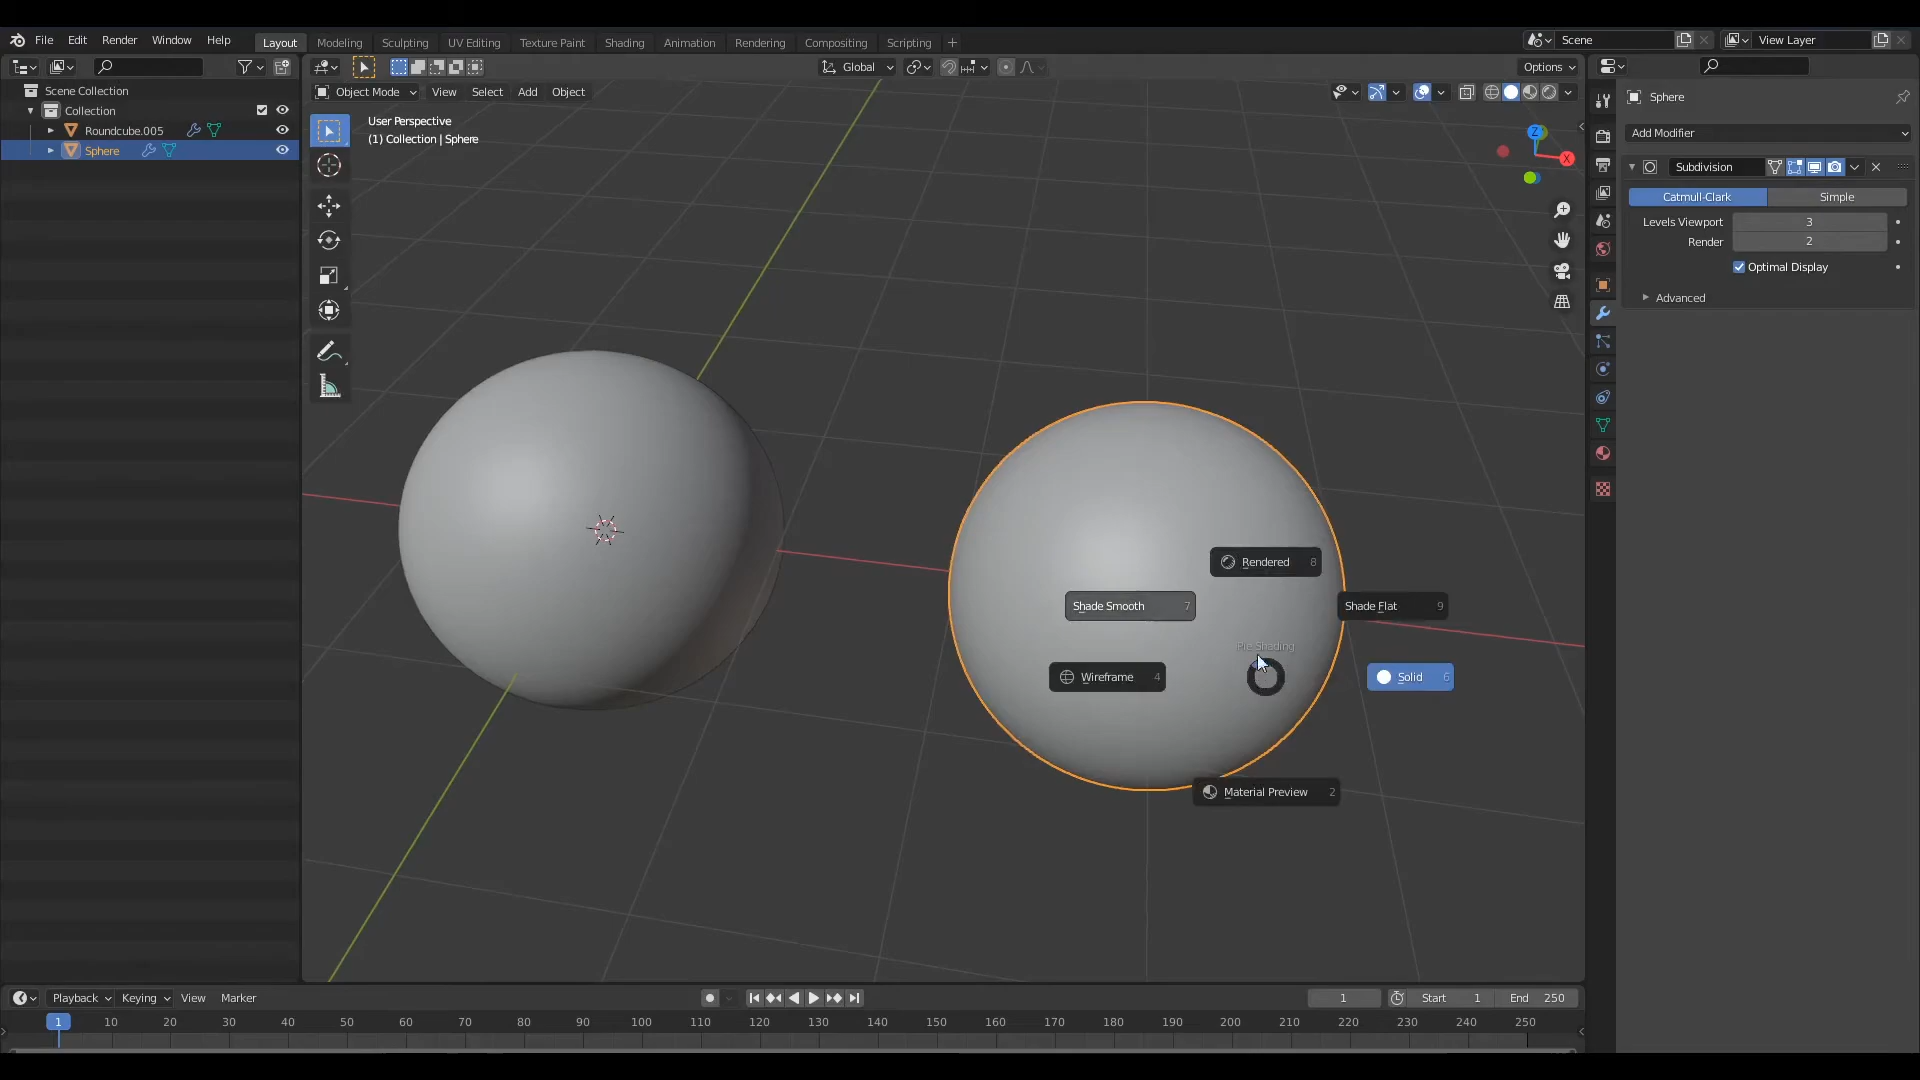 File Edit Render Window Help Layout Modeling Sculpting UV Editing Texture Paint Shading Animation Rendering Compositing Scripting + Scene View Layer
Global Options
Object Mode View Select Add Object
Scene Collection
Collection
Roundcube.005
Sphere
User Perspective
(1) Collection | Sphere
Z
X
Sphere
Add Modifier
Subdivision
Catmull-Clark Simple
Levels Viewport 3
Render 2
Optimal Display
Advanced
Rendered 8
Shade Smooth 7
Shade Flat 9
Pie Shading
Wireframe 4
Solid 6
Material Preview 2
Playback Keying View Marker 1 Start 1 End 250
1 10 20 30 40 50 60 70 80 90 100 110 120 130 140 150 160 170 180 190 200 210 220 230 240 250